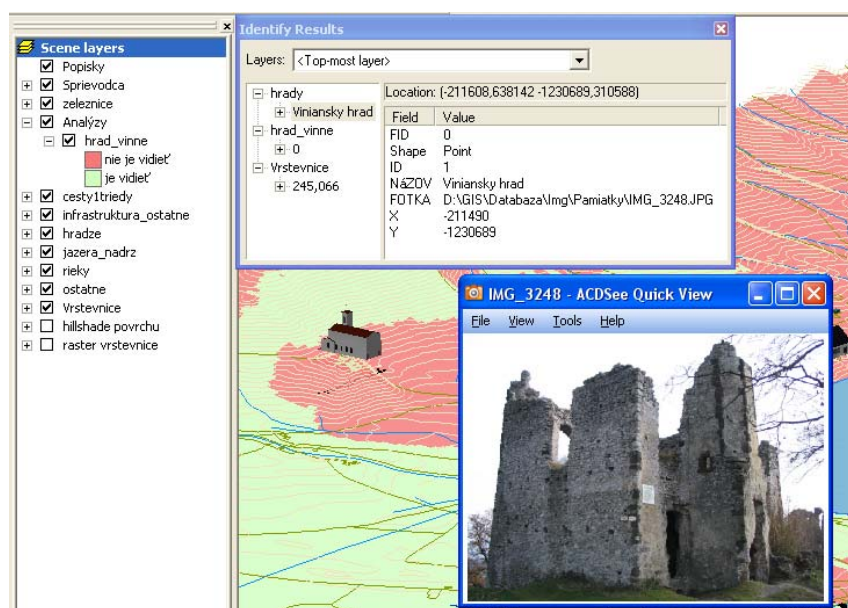 Scene layers
Popisky
Sprievodca
zeleznice
Analýzy
hrad_vinne
nie je vidieť
je vidieť
cesty1triedy
infrastruktura_ostatne
hradze
jazera_nadrz
rieky
ostatne
Vrstevnice
hillshade povrchu
raster vrstevnice
Identify Results
Layers: <Top-most layer>
hrady
Viniansky hrad
hrad_vinne
0
Vrstevnice
245,066
Location: (-211608,638142 -1230689,310588)
Field Value
FID 0
Shape Point
ID 1
NáZOV Viniansky hrad
FOTKA D:\GIS\Databaza\Img\Pamiatky\IMG_3248.JPG
X -211490
Y -1230689
IMG_3248 - ACDSee Quick View
File View Tools Help